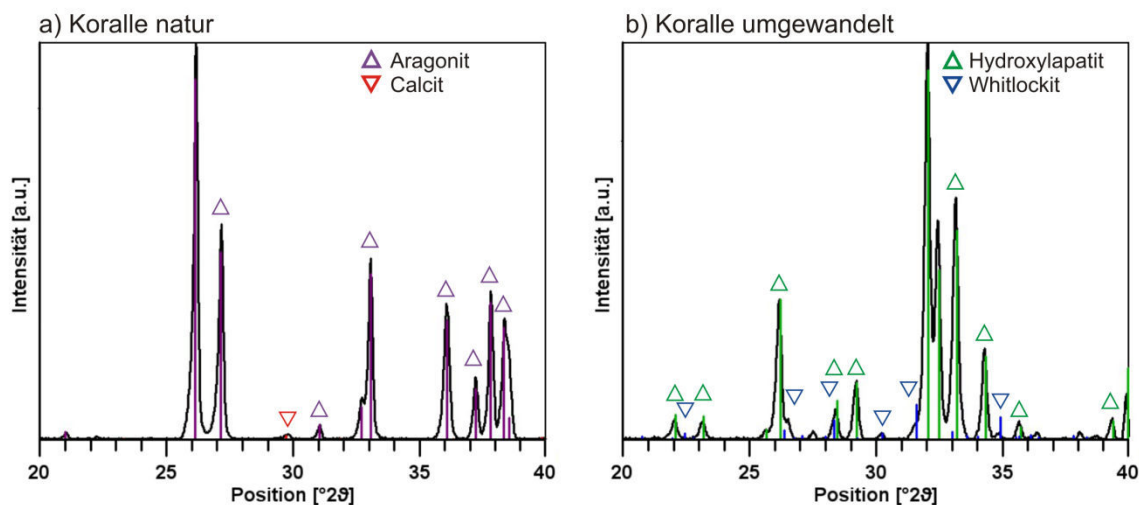 a) Koralle natur
Aragonit
Calcit
Intensität [a.u.]
20 25 30 35 40
Position [°2ϑ]
b) Koralle umgewandelt
Hydroxylapatit
Whitlockit
Intensität [a.u.]
20 25 30 35 40
Position [°2ϑ]